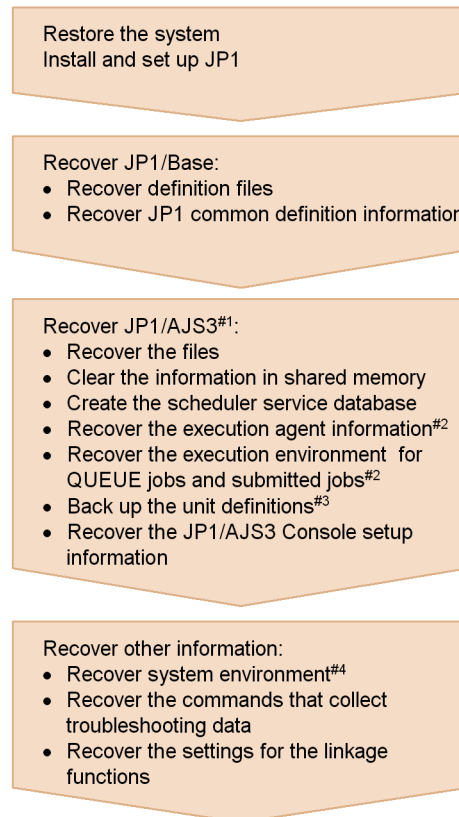 Restore the system
Install and set up JP1
Recover JP1/Base:
• Recover definition files
• Recover JP1 common definition information
Recover JP1/AJS3#1:
• Recover the files
• Clear the information in shared memory
• Create the scheduler service database
• Recover the execution agent information#2
• Recover the execution environment for
QUEUE jobs and submitted jobs#2
• Back up the unit definitions#3
• Recover the JP1/AJS3 Console setup
information
Recover other information:
• Recover system environment#4
• Recover the commands that collect
troubleshooting data
• Recover the settings for the linkage
functions